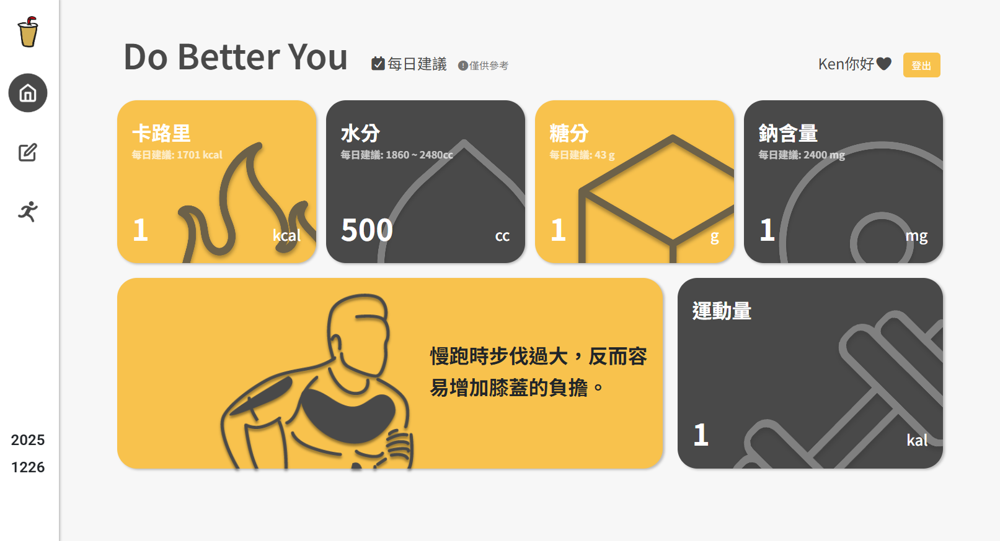 Do Better You
每日建議
僅供參考
Ken你好
登出
卡路里
每日建議: 1701 kcal
1
kcal
水分
每日建議: 1860 ~ 2480cc
500
cc
糖分
每日建議: 43 g
1
g
鈉含量
每日建議: 2400 mg
1
mg
慢跑時步伐過大，反而容
易增加膝蓋的負擔。
運動量
1
kal
2025
1226